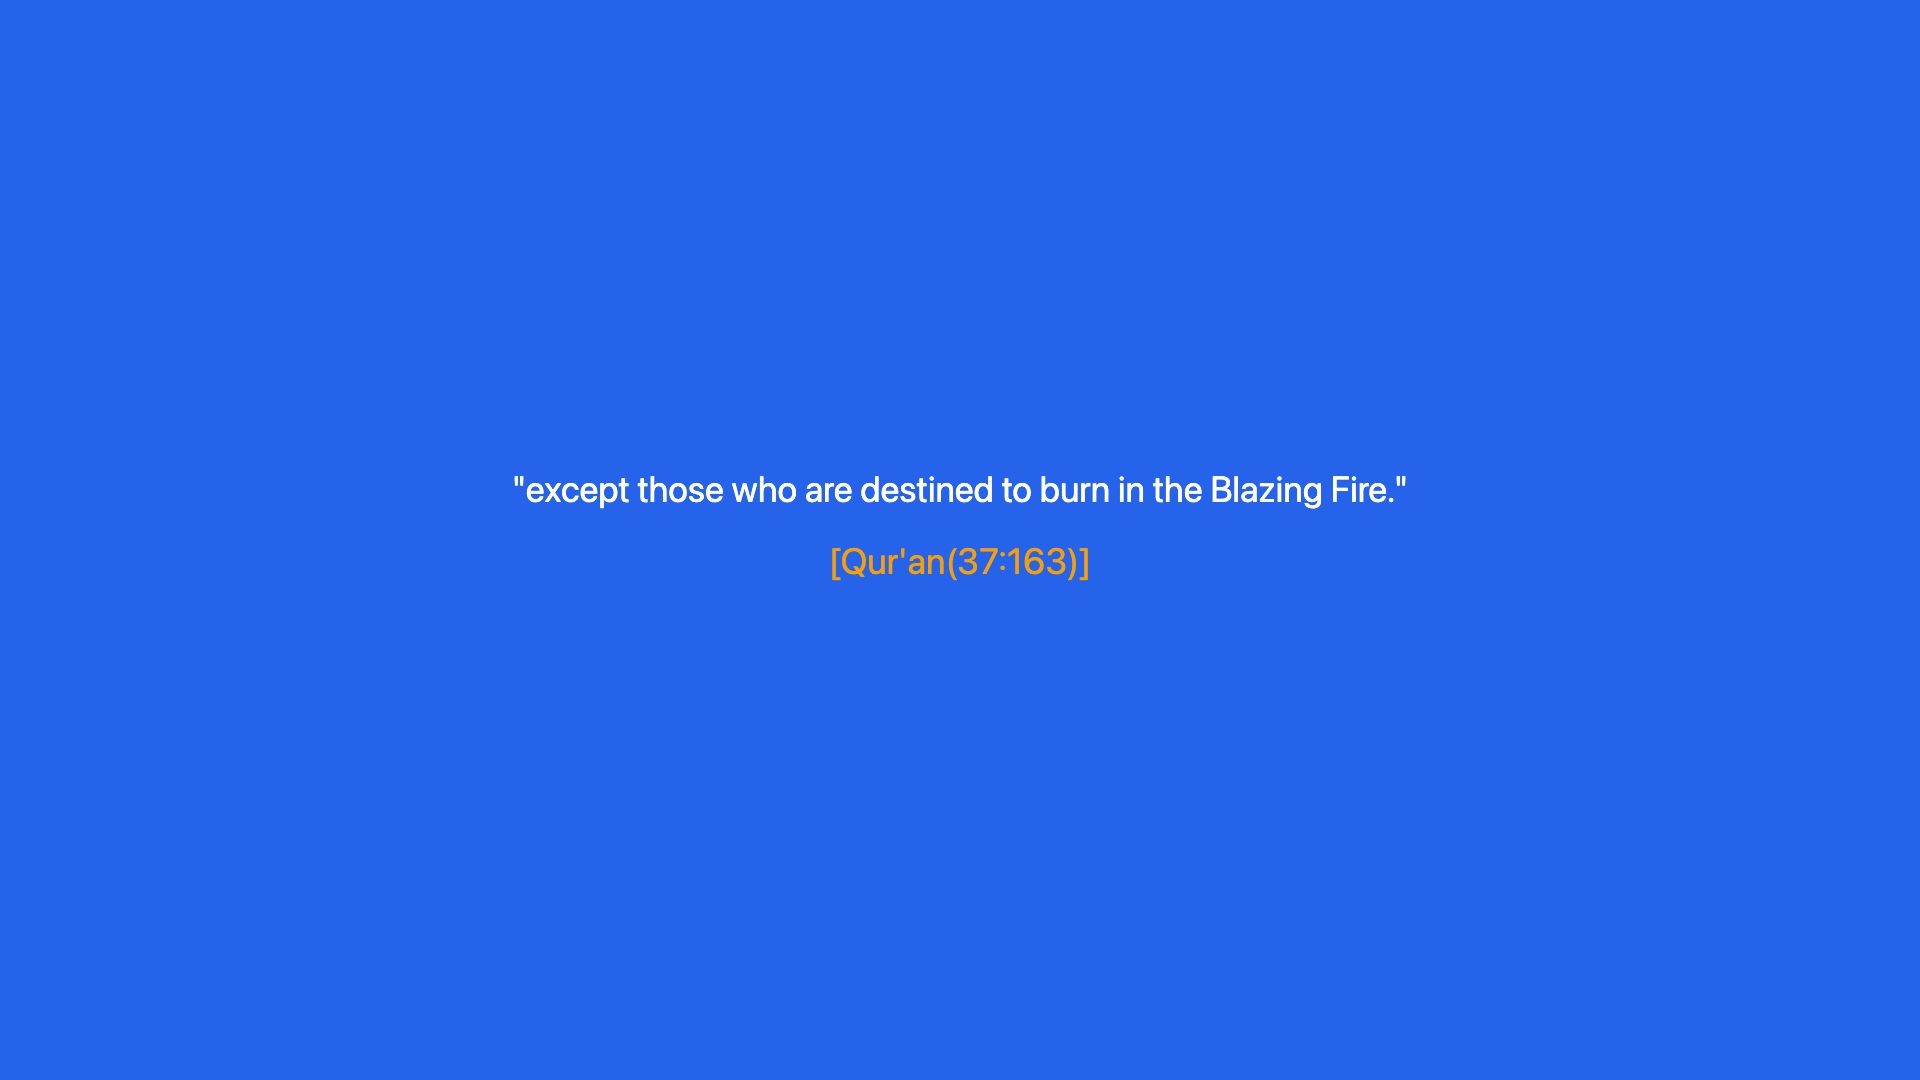 "except those who are destined to burn in the Blazing Fire."
[Qur'an(37:163)]